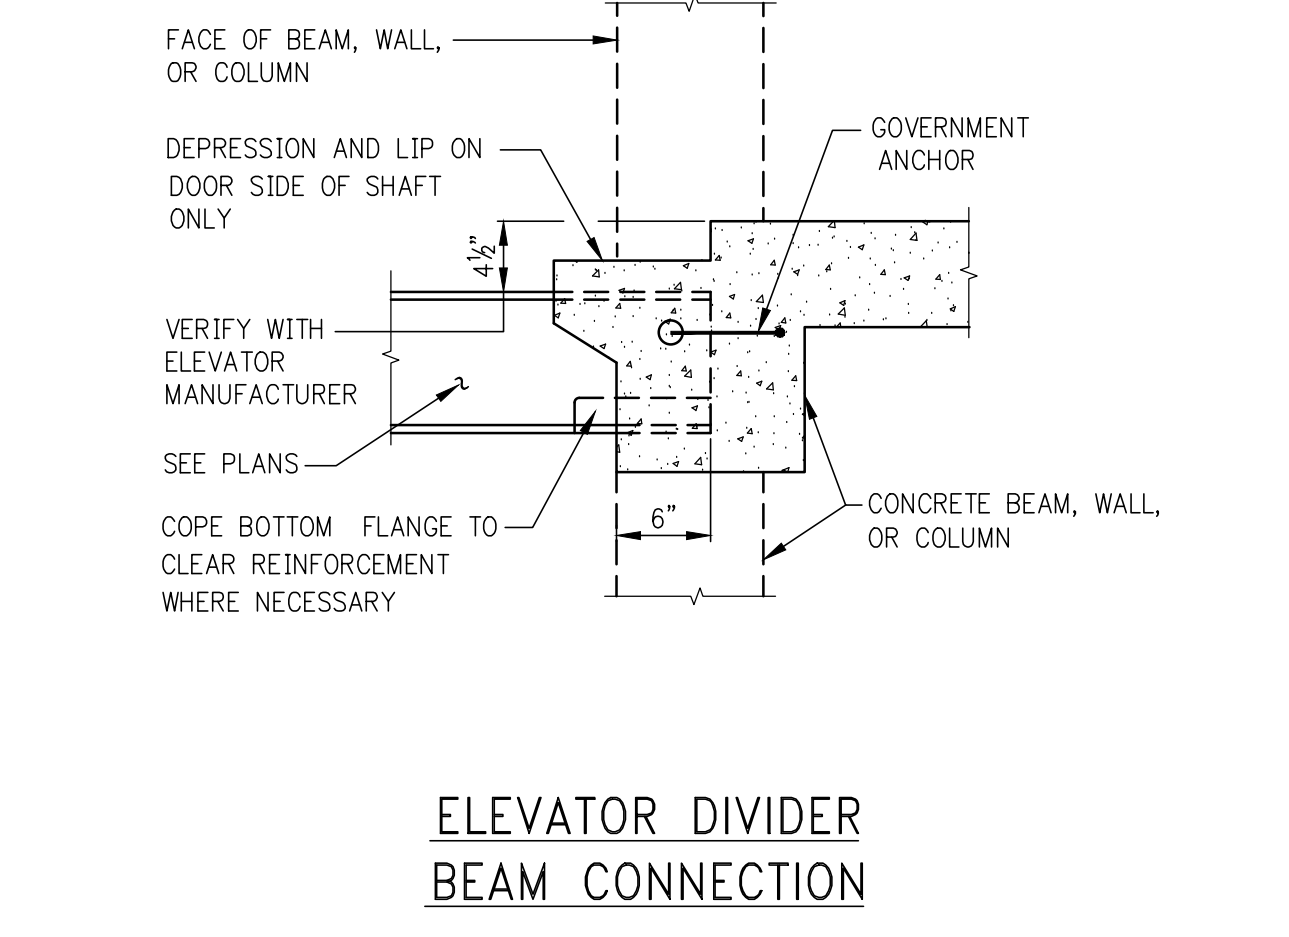 FACE OF BEAM, WALL,
OR COLUMN
DEPRESSION AND LIP ON
DOOR SIDE OF SHAFT
ONLY
GOVERNMENT
ANCHOR
4½"
VERIFY WITH
ELEVATOR
MANUFACTURER
SEE PLANS
COPE BOTTOM FLANGE TO
CLEAR REINFORCEMENT
WHERE NECESSARY
6"
CONCRETE BEAM, WALL,
OR COLUMN
ELEVATOR DIVIDER
BEAM CONNECTION